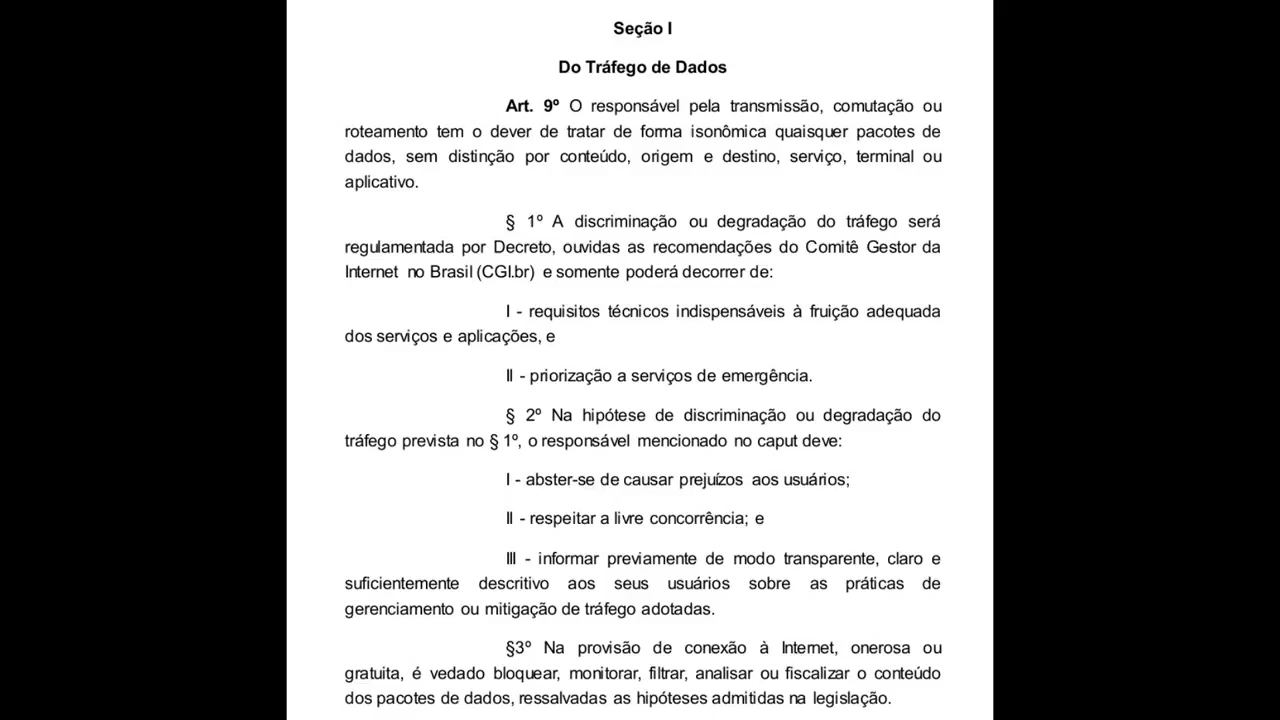 Seção I
Do Tráfego de Dados
Art. 9º O responsável pela transmissão, comutação ou
roteamento tem o dever de tratar de forma isonômica quaisquer pacotes de
dados, sem distinção por conteúdo, origem e destino, serviço, terminal ou
aplicativo.
§ 1º A discriminação ou degradação do tráfego será
regulamentada por Decreto, ouvidas as recomendações do Comitê Gestor da
Internet no Brasil (CGI.br) e somente poderá decorrer de:
I - requisitos técnicos indispensáveis à fruição adequada
dos serviços e aplicações, e
II - priorização a serviços de emergência.
§ 2º Na hipótese de discriminação ou degradação do
tráfego prevista no § 1º, o responsável mencionado no caput deve:
I - abster-se de causar prejuízos aos usuários;
II - respeitar a livre concorrência; e
III - informar previamente de modo transparente, claro e
suficientemente descritivo aos seus usuários sobre as práticas de
gerenciamento ou mitigação de tráfego adotadas.
§3º Na provisão de conexão à Internet, onerosa ou
gratuita, é vedado bloquear, monitorar, filtrar, analisar ou fiscalizar o conteúdo
dos pacotes de dados, ressalvadas as hipóteses admitidas na legislação.